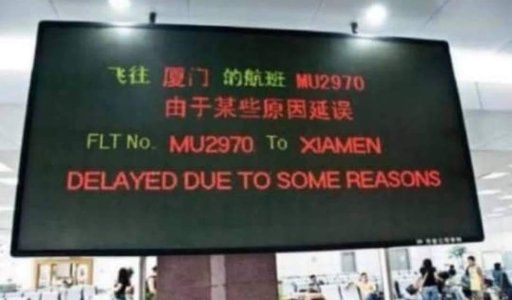 飞往 厦门 的航班 MU2970
由于某些原因延误
FLT No. MU2970 To XIAMEN
DELAYED DUE TO SOME REASONS